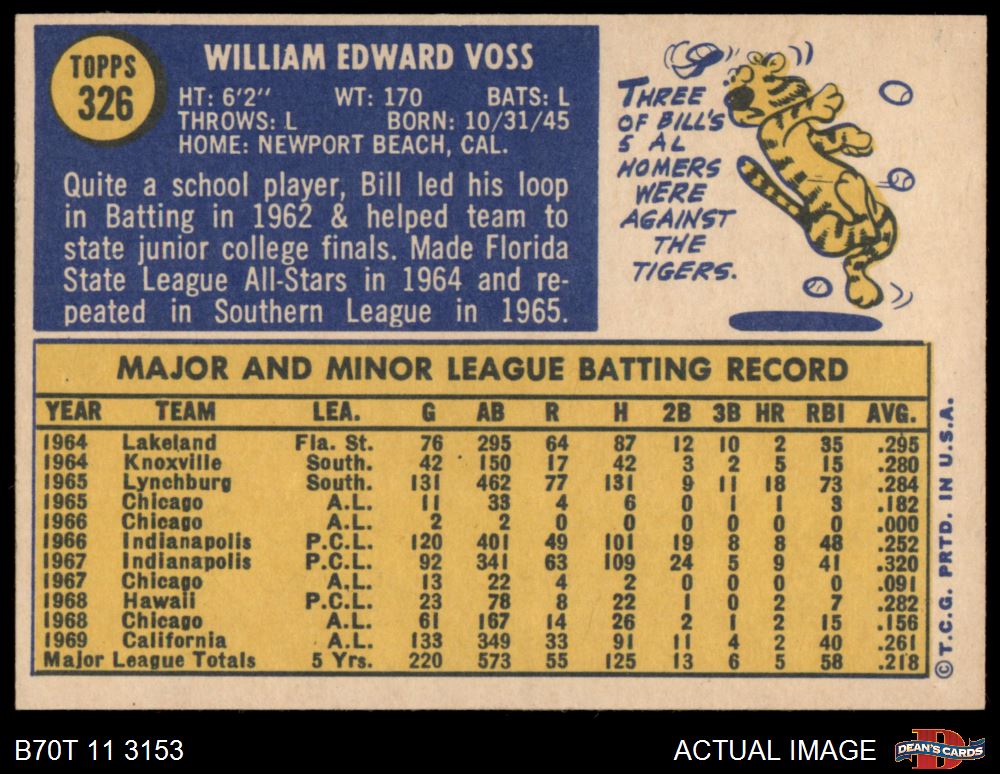 TOPPS
326
WILLIAM EDWARD VOSS
HT: 6'2" WT: 170 BATS: L
THROWS: L BORN: 10/31/45
HOME: NEWPORT BEACH, CAL.
Quite a school player, Bill led his loop
in Batting in 1962 & helped team to
state junior college finals. Made Florida
State League All-Stars in 1964 and re-
peated in Southern League in 1965.
THREE
OF BILL'S
5 AL
HOMERS
WERE
AGAINST
THE
TIGERS.
MAJOR AND MINOR LEAGUE BATTING RECORD
YEAR TEAM LEA. G AB R H 2B 3B HR RBI AVG.
1964 Lakeland Fla. St. 76 295 64 87 12 10 2 35 .295
1964 Knoxville South. 42 150 17 42 3 2 5 15 .280
1965 Lynchburg South. 131 462 77 131 9 11 18 73 .284
1965 Chicago A.L. 11 33 4 6 0 1 1 3 .182
1966 Chicago A.L. 2 2 0 0 0 0 0 0 .000
1966 Indianapolis P.C.L. 120 401 49 101 19 8 8 48 .252
1967 Indianapolis P.C.L. 92 341 63 109 24 5 9 41 .320
1967 Chicago A.L. 13 22 4 2 0 0 0 0 .091
1968 Hawaii P.C.L. 23 78 8 22 1 0 2 7 .282
1968 Chicago A.L. 61 167 14 26 2 1 2 15 .156
1969 California A.L. 133 349 33 91 11 4 2 40 .261
Major League Totals 5 Yrs. 220 573 55 125 13 6 5 58 .218
© T.C.G. PRTD. IN U.S.A.
B70T 11 3153
ACTUAL IMAGE
D
DEAN'S CARDS